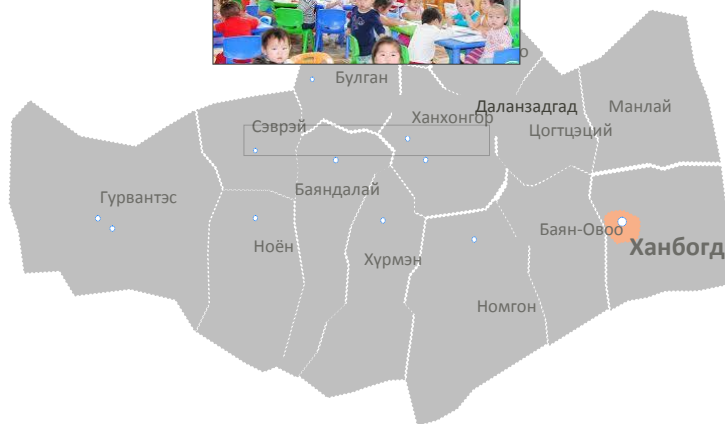 о
Булган
Даланзадгад
Манлай
Ханхонгор
Сэврэй
Цогтцэций
Баяндалай
Гурвантэс
Баян-Овоо
Ноён
Ханбогд
Хүрмэн
Номгон